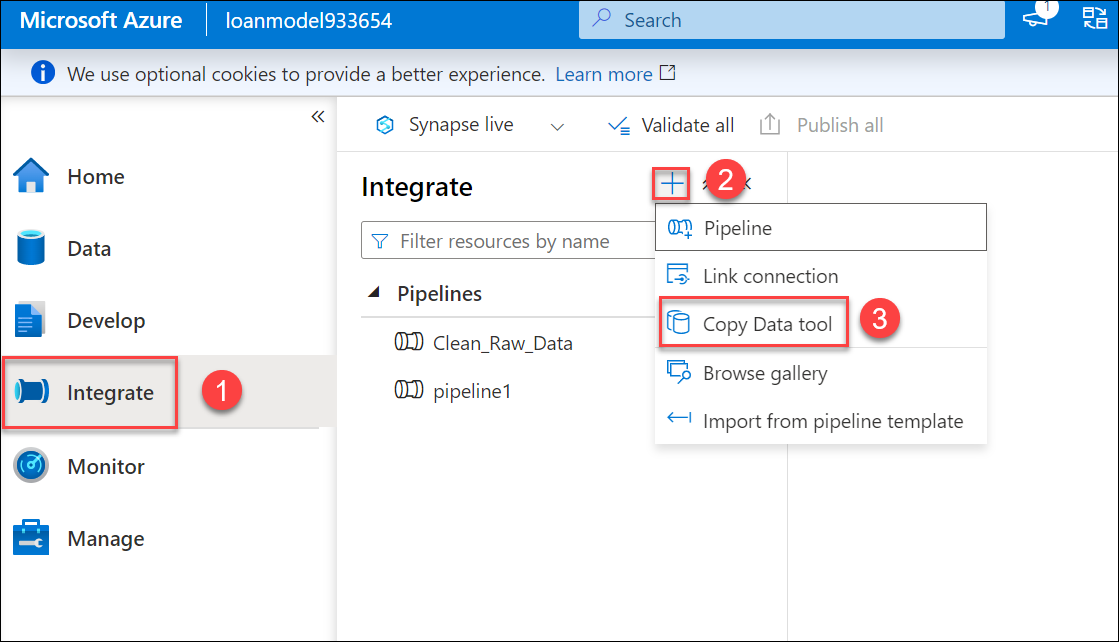 Microsoft Azure loanmodel933654 Search 1
We use optional cookies to provide a better experience. Learn more
«
Synapse live Validate all Publish all
Home
Data
Develop
Integrate 1
Monitor
Manage
Integrate 2
Filter resources by name
Pipelines
Clean_Raw_Data
pipeline1
Pipeline
Link connection
Copy Data tool 3
Browse gallery
Import from pipeline template